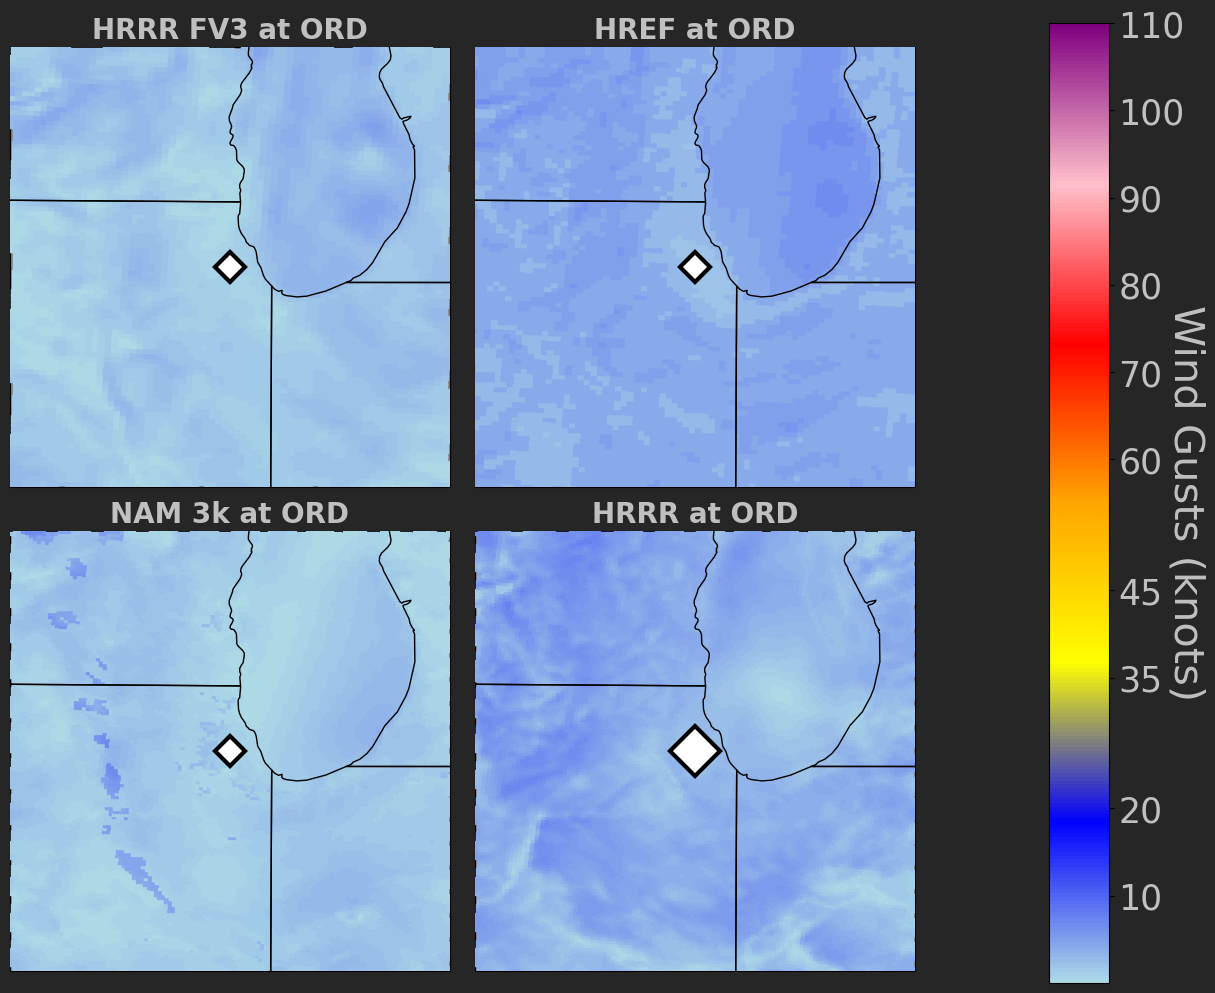 HRRR FV3 at ORD
HREF at ORD
NAM 3k at ORD
HRRR at ORD
110
100
90
80
70
60
45
35
20
10
Wind Gusts (knots)